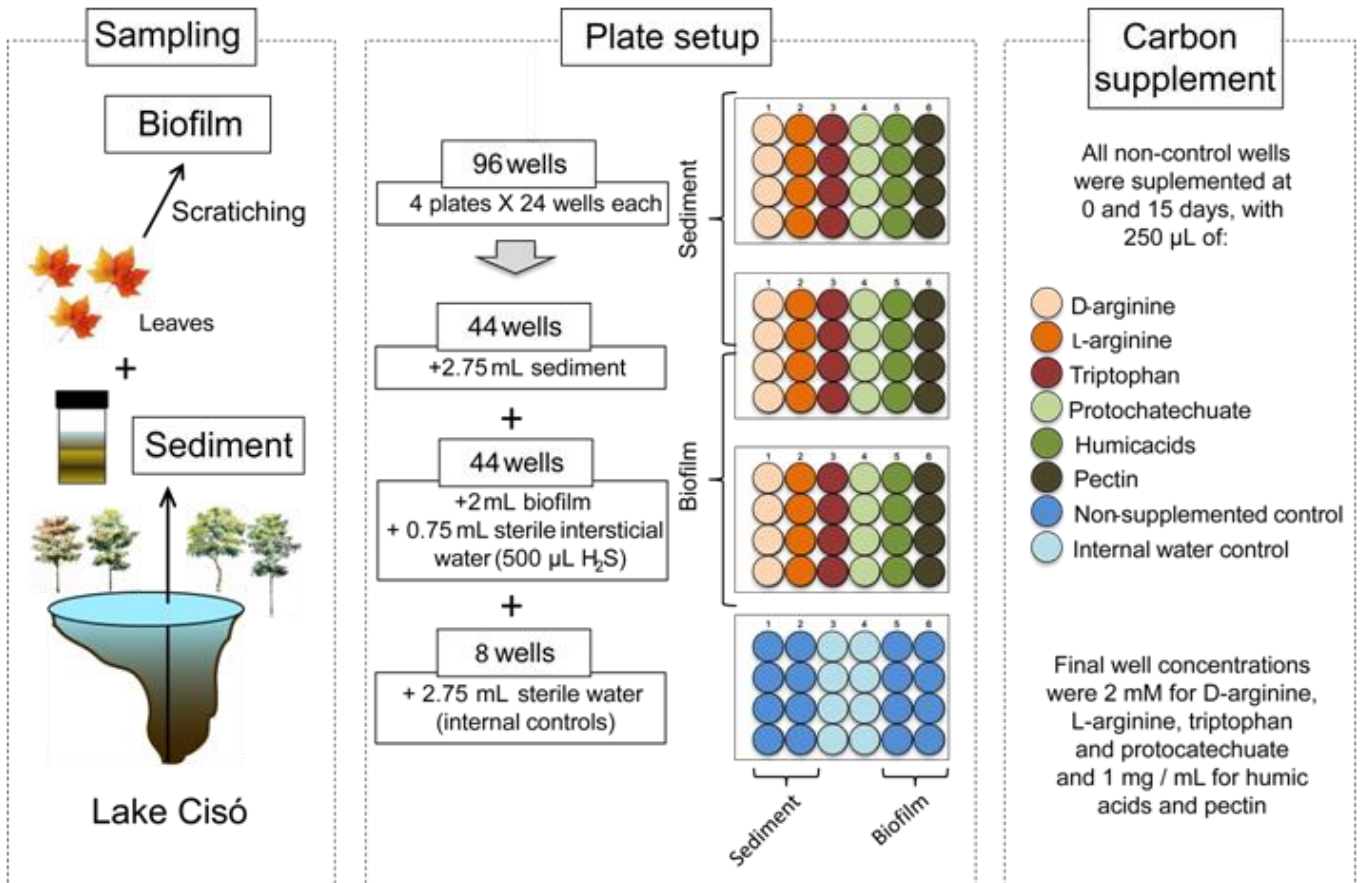 Sampling
Biofilm
Scratiching
Leaves
+
Sediment
Lake Cisó
Plate setup
96 wells
4 plates X 24 wells each
44 wells
+2.75 mL sediment
+
44 wells
+2 mL biofilm
+ 0.75 mL sterile intersticial
water (500 µL H₂S)
+
8 wells
+ 2.75 mL sterile water
(internal controls)
Sediment
Biofilm
1 2 3 4 5 6
1 2 3 4 5 6
1 2 3 4 5 6
1 2 3 4 5 6
Sediment
Biofilm
Carbon
supplement
All non-control wells
were suplemented at
0 and 15 days, with
250 µL of:
D-arginine
L-arginine
Triptophan
Protochatechuate
Humicacids
Pectin
Non-supplemented control
Internal water control
Final well concentrations
were 2 mM for D-arginine,
L-arginine, triptophan
and protocatechuate
and 1 mg / mL for humic
acids and pectin